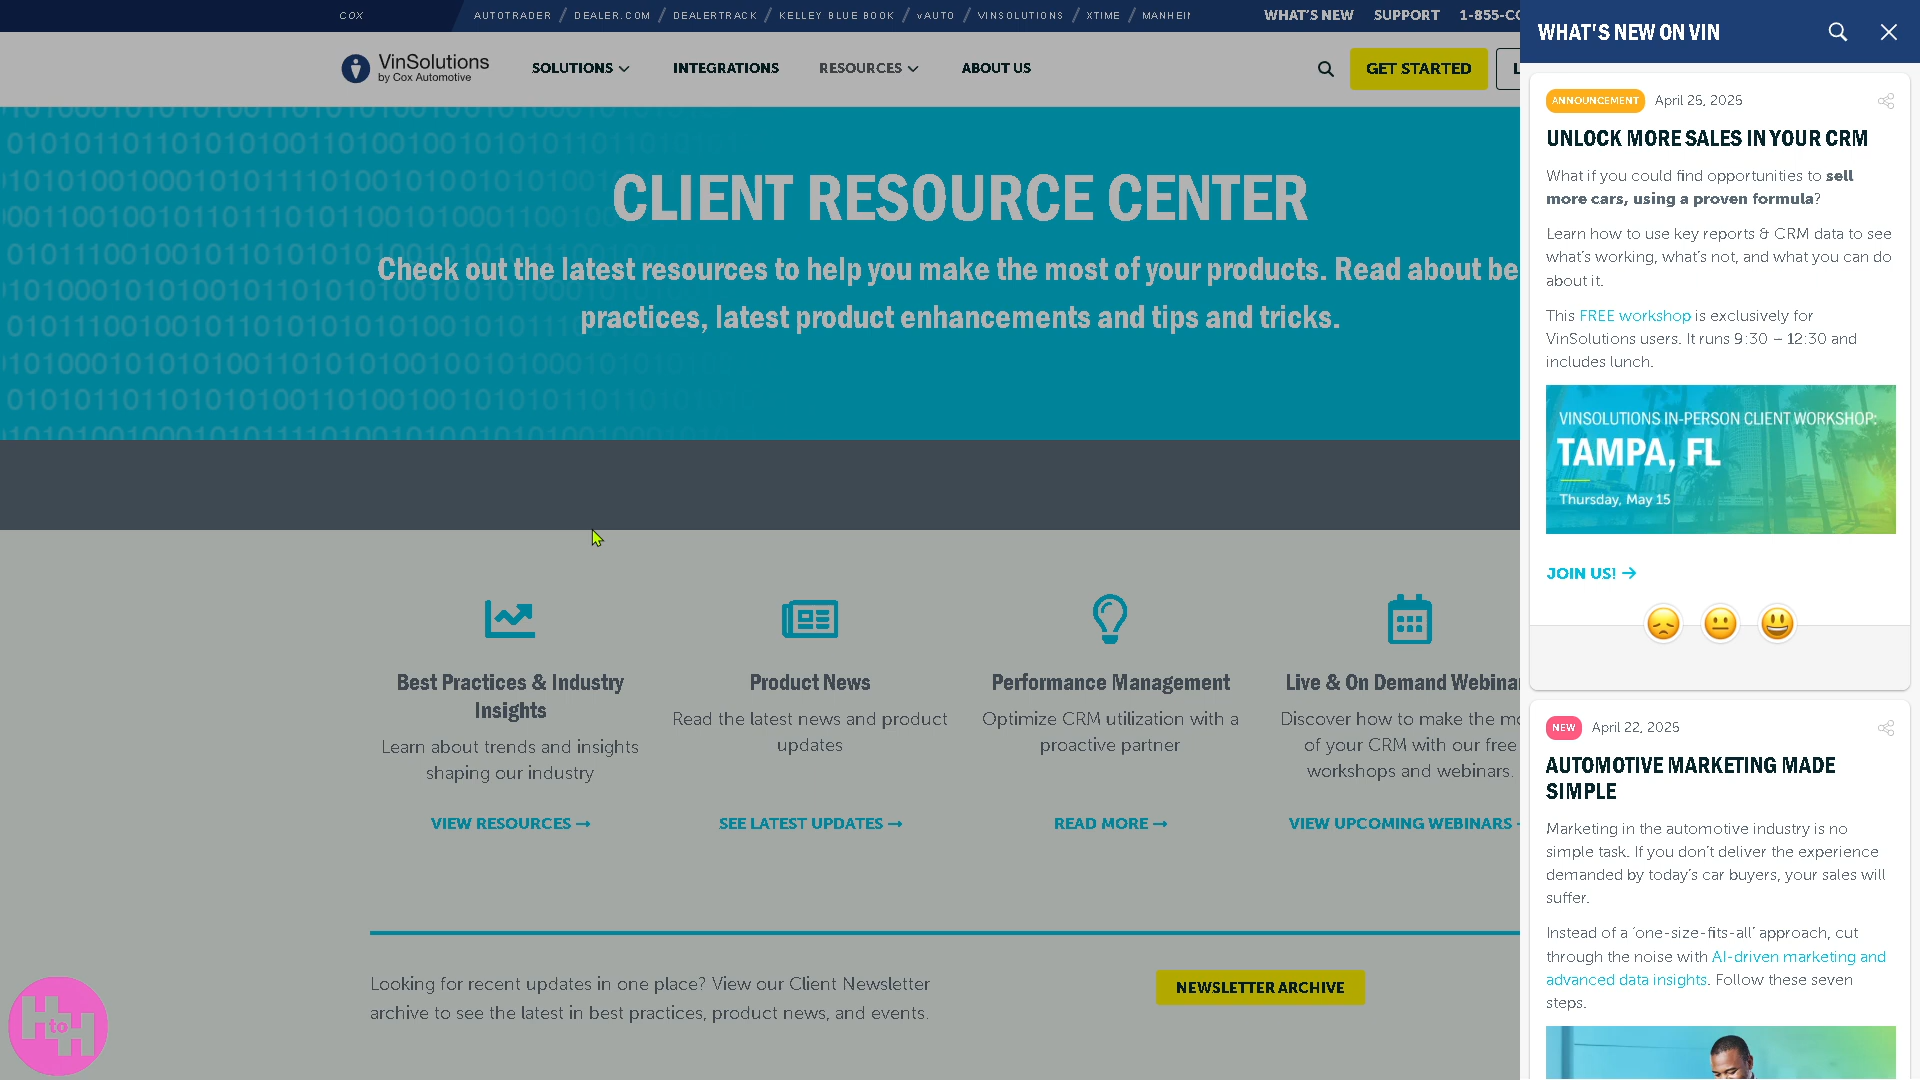 COX
AUTOTRADER / DEALER.COM / DEALERTRACK / KELLEY BLUE BOOK / vAUTO / VINSOLUTIONS / XTIME / MANHEIM
WHAT'S NEW
SUPPORT
1-855-CO
VinSolutions
by Cox Automotive
SOLUTIONS
INTEGRATIONS
RESOURCES
ABOUT US
GET STARTED
L
CLIENT RESOURCE CENTER
Check out the latest resources to help you make the most of your products. Read about be
practices, latest product enhancements and tips and tricks.
Best Practices & Industry
Insights
Learn about trends and insights
shaping our industry
VIEW RESOURCES →
Product News
Read the latest news and product
updates
SEE LATEST UPDATES →
Performance Management
Optimize CRM utilization with a
proactive partner
READ MORE →
Live & On Demand Webinar
Discover how to make the mo
of your CRM with our free
workshops and webinars.
VIEW UPCOMING WEBINARS
Looking for recent updates in one place? View our Client Newsletter
archive to see the latest in best practices, product news, and events.
NEWSLETTER ARCHIVE
H to H
WHAT'S NEW ON VIN
ANNOUNCEMENT
April 25, 2025
UNLOCK MORE SALES IN YOUR CRM
What if you could find opportunities to sell
more cars, using a proven formula?
Learn how to use key reports & CRM data to see
what's working, what's not, and what you can do
about it.
This FREE workshop is exclusively for
VinSolutions users. It runs 9:30 – 12:30 and
includes lunch.
VINSOLUTIONS IN-PERSON CLIENT WORKSHOP:
TAMPA, FL
Thursday, May 15
JOIN US! →
NEW
April 22, 2025
AUTOMOTIVE MARKETING MADE
SIMPLE
Marketing in the automotive industry is no
simple task. If you don't deliver the experience
demanded by today's car buyers, your sales will
suffer.
Instead of a 'one-size-fits-all' approach, cut
through the noise with AI-driven marketing and
advanced data insights. Follow these seven
steps.